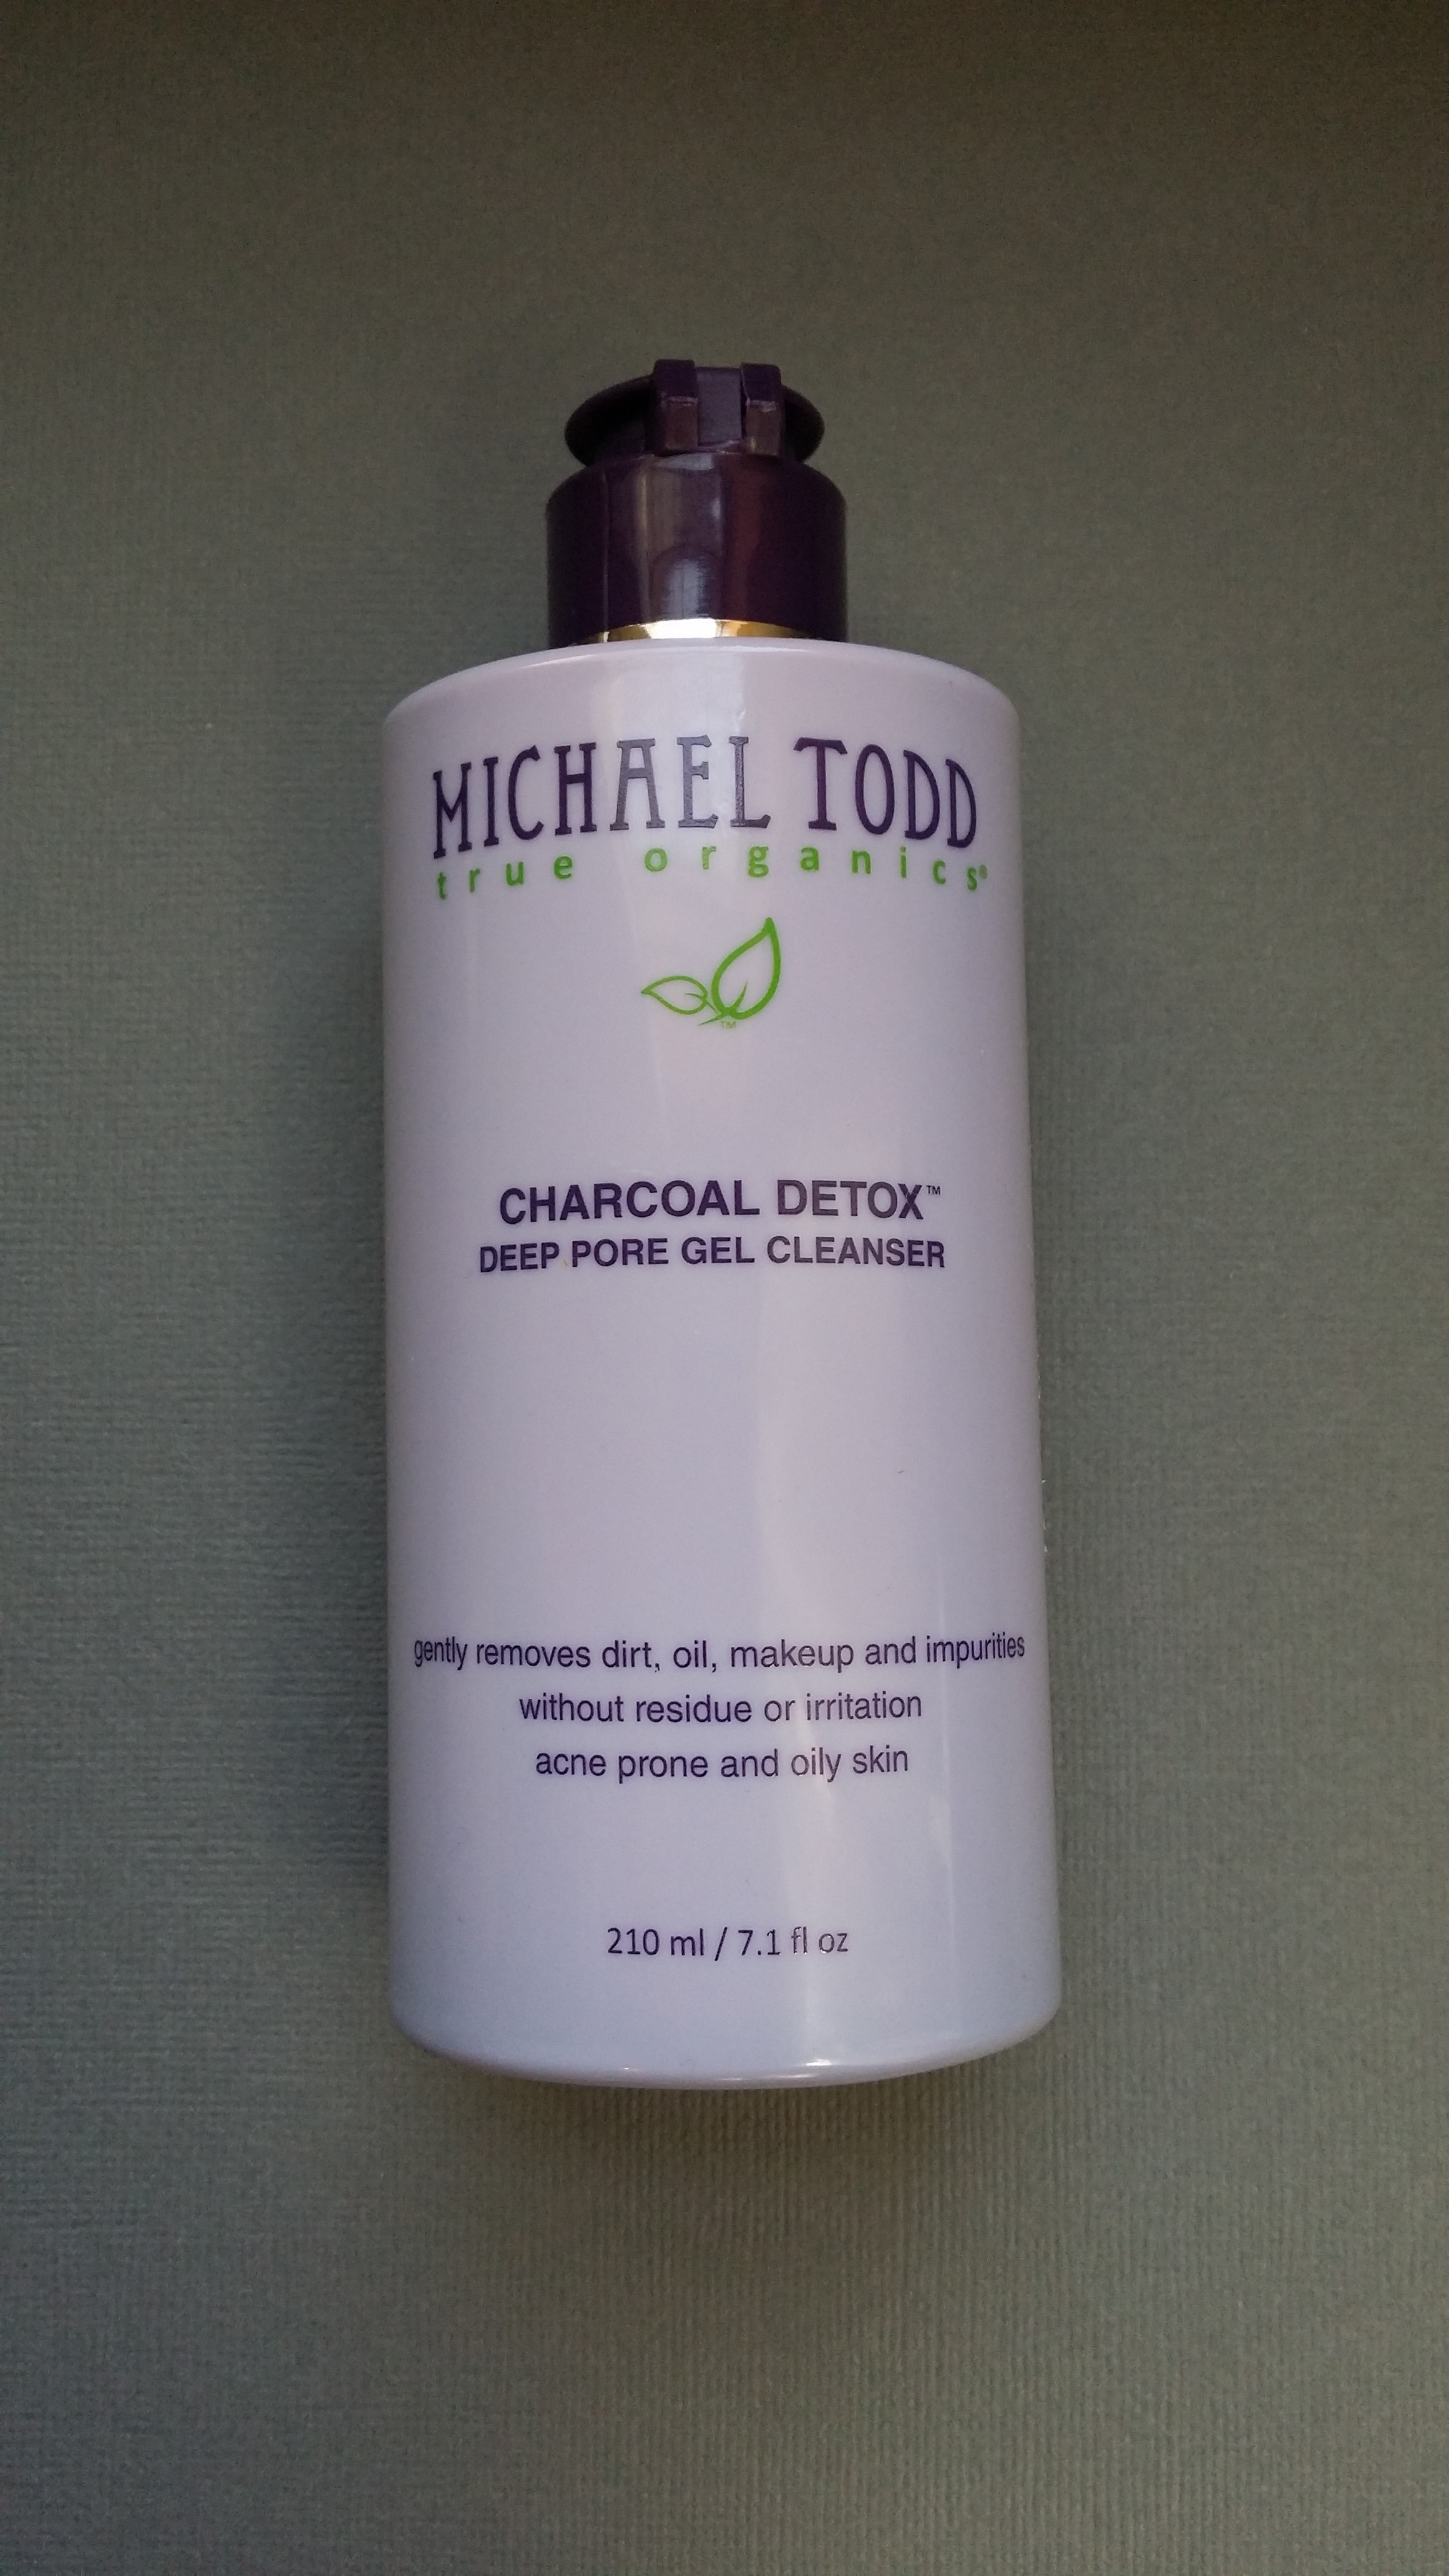 MICHAEL TODD
true organics®
TM
CHARCOAL DETOX™
DEEP PORE GEL CLEANSER
gently removes dirt, oil, makeup and impurities
without residue or irritation
acne prone and oily skin
210 ml / 7.1 fl oz